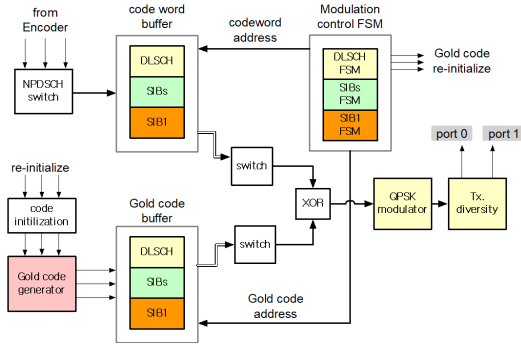 from
Encoder
NPDSCH
switch
code word
buffer
DLSCH
SIBs
SIB1
codeword
address
Modulation
control FSM
DLSCH
FSM
SIBs
FSM
SIB1
FSM
Gold code
re-initialize
port 0
port 1
switch
XOR
QPSK
modulator
Tx.
diversity
re-initialize
code
initilization
Gold code
generator
Gold code
buffer
DLSCH
SIBs
SIB1
switch
Gold code
address